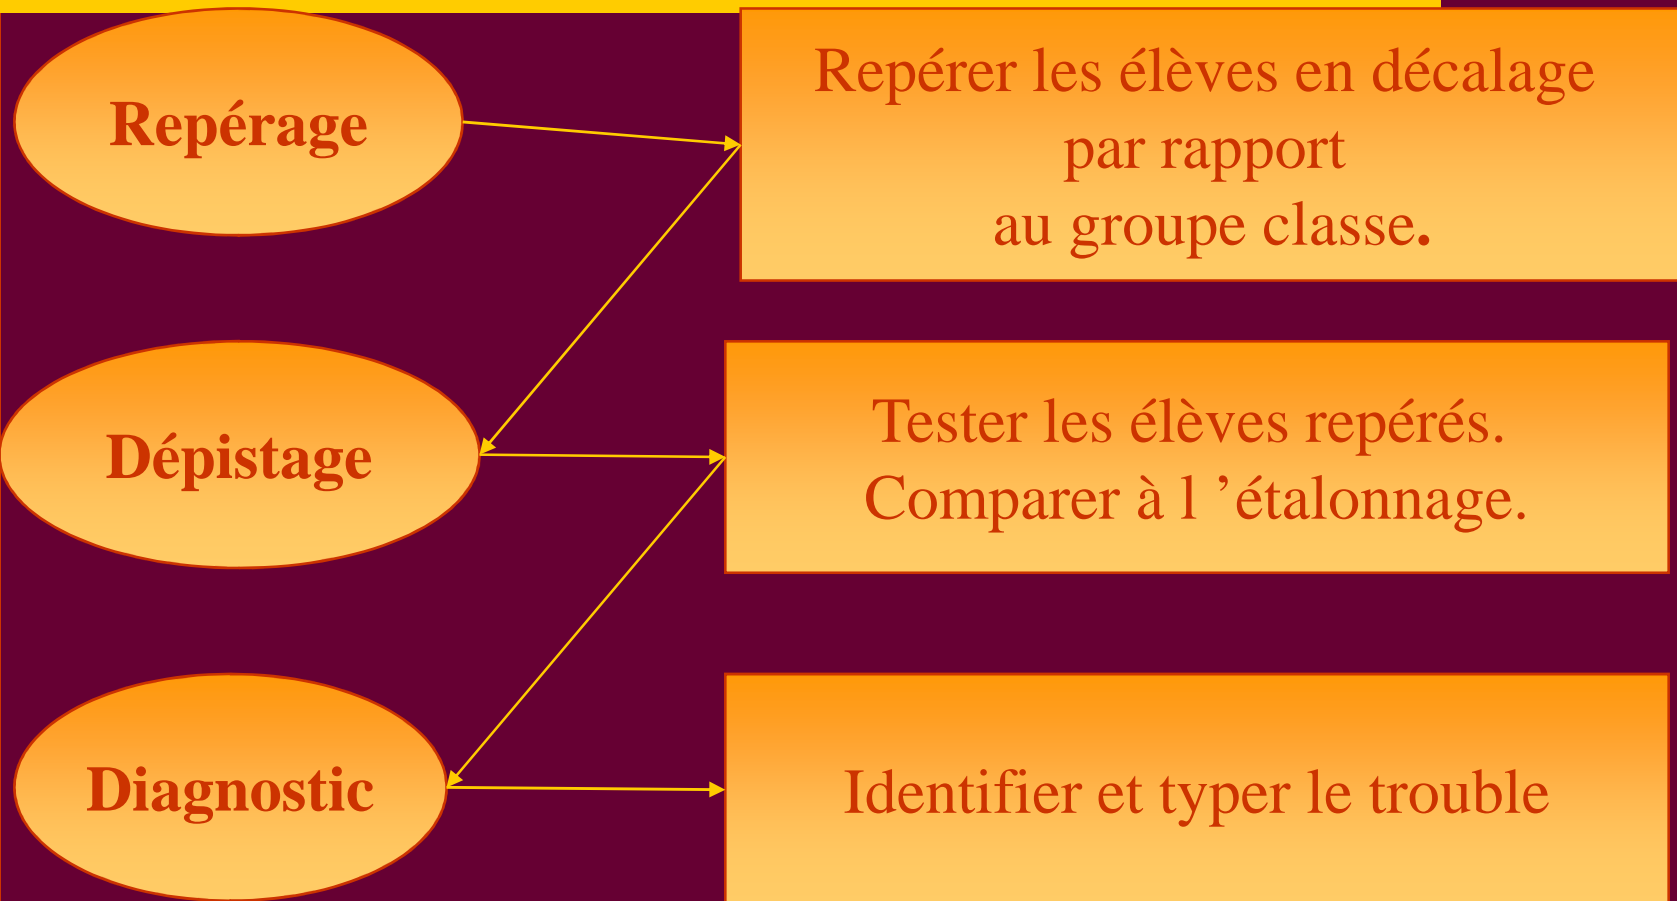 Repérage
Repérer les élèves en décalage
par rapport
au groupe classe.
Dépistage
Tester les élèves repérés.
Comparer à l ’étalonnage.
Diagnostic
Identifier et typer le trouble